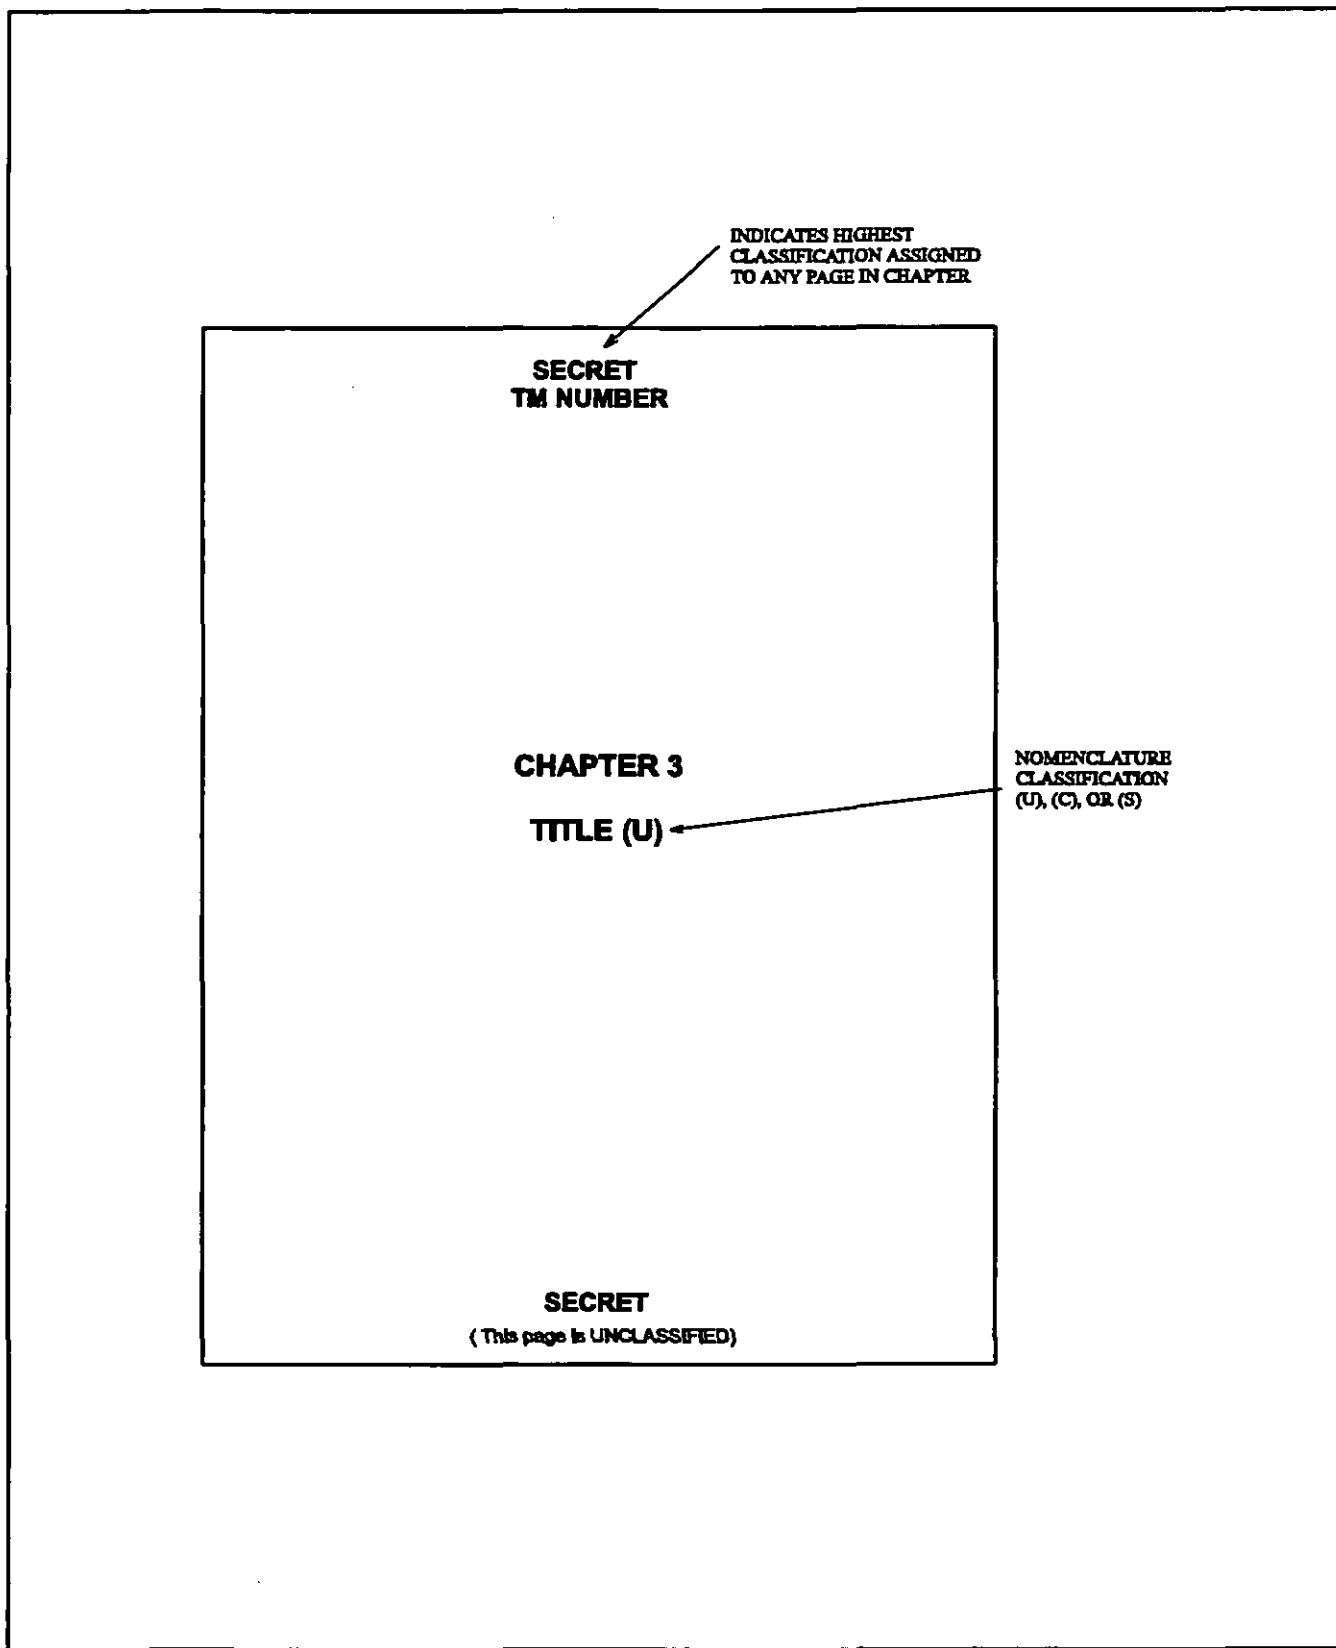 INDICATES HIGHEST
CLASSIFICATION ASSIGNED
TO ANY PAGE IN CHAPTER
SECRET
TM NUMBER
CHAPTER 3
TITLE (U)
NOMENCLATURE
CLASSIFICATION
(U), (C), OR (S)
SECRET
( This page is UNCLASSIFIED)